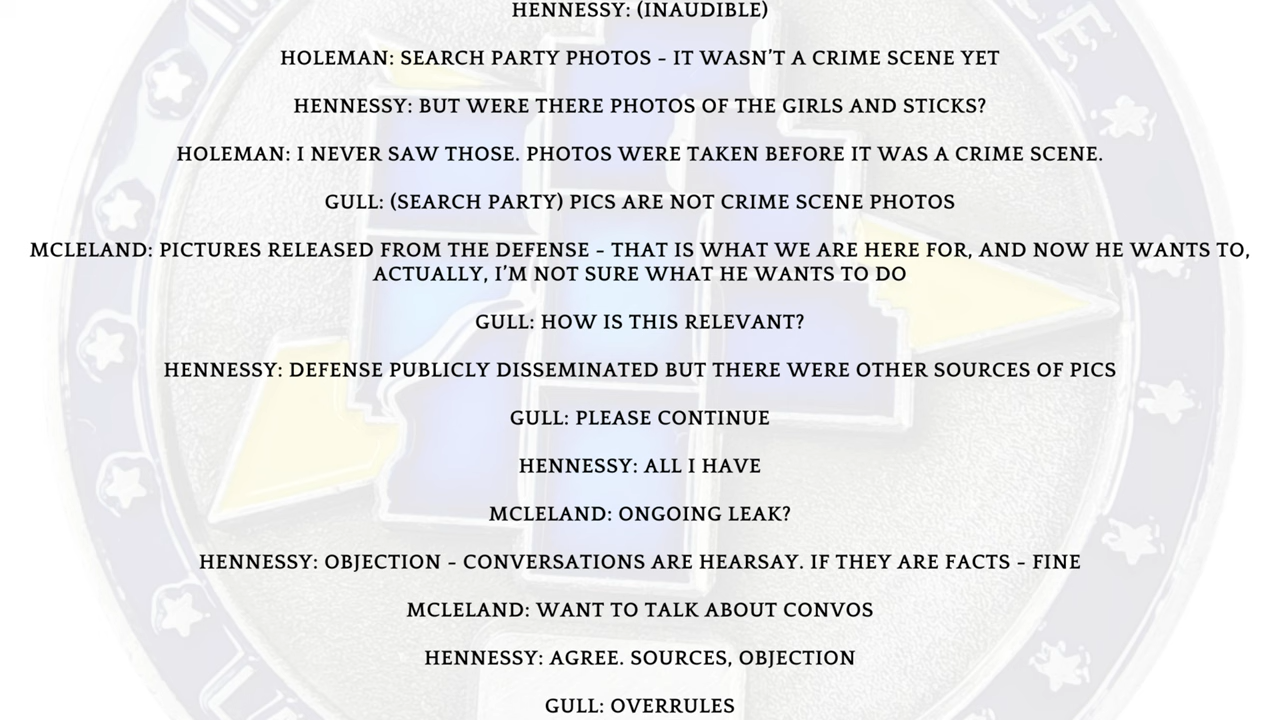 HENNESSY: (INAUDIBLE)
HOLEMAN: SEARCH PARTY PHOTOS - IT WASN'T A CRIME SCENE YET
HENNESSY: BUT WERE THERE PHOTOS OF THE GIRLS AND STICKS?
HOLEMAN: I NEVER SAW THOSE. PHOTOS WERE TAKEN BEFORE IT WAS A CRIME SCENE.
GULL: (SEARCH PARTY) PICS ARE NOT CRIME SCENE PHOTOS
MCLELAND: PICTURES RELEASED FROM THE DEFENSE - THAT IS WHAT WE ARE HERE FOR, AND NOW HE WANTS TO,
ACTUALLY, I'M NOT SURE WHAT HE WANTS TO DO
GULL: HOW IS THIS RELEVANT?
HENNESSY: DEFENSE PUBLICLY DISSEMINATED BUT THERE WERE OTHER SOURCES OF PICS
GULL: PLEASE CONTINUE
HENNESSY: ALL I HAVE
MCLELAND: ONGOING LEAK?
HENNESSY: OBJECTION - CONVERSATIONS ARE HEARSAY. IF THEY ARE FACTS - FINE
MCLELAND: WANT TO TALK ABOUT CONVOS
HENNESSY: AGREE. SOURCES, OBJECTION
GULL: OVERRULES